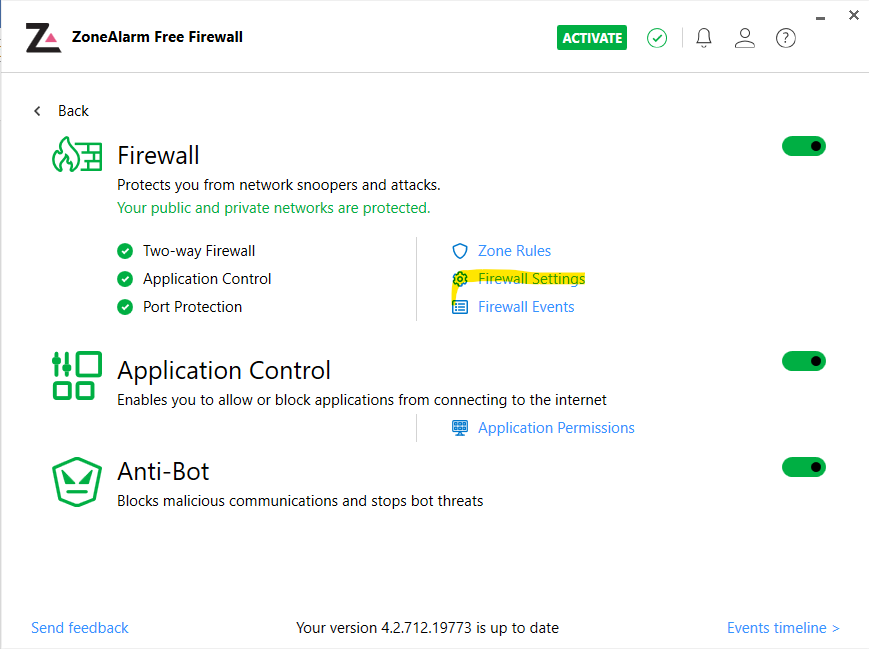 ZoneAlarm Free Firewall
ACTIVATE
Back
Firewall
Protects you from network snoopers and attacks.
Your public and private networks are protected.
Two-way Firewall
Zone Rules
Application Control
Firewall Settings
Port Protection
Firewall Events
Application Control
Enables you to allow or block applications from connecting to the internet
Application Permissions
Anti-Bot
Blocks malicious communications and stops bot threats
Send feedback
Your version 4.2.712.19773 is up to date
Events timeline >